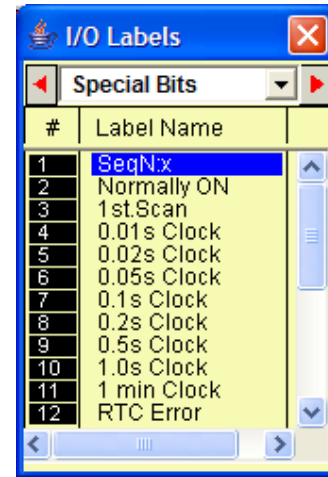 I/O Labels
Special Bits
# Label Name
1 SeqN:x
2 Normally ON
3 1st.Scan
4 0.01s Clock
5 0.02s Clock
6 0.05s Clock
7 0.1s Clock
8 0.2s Clock
9 0.5s Clock
10 1.0s Clock
11 1 min Clock
12 RTC Error